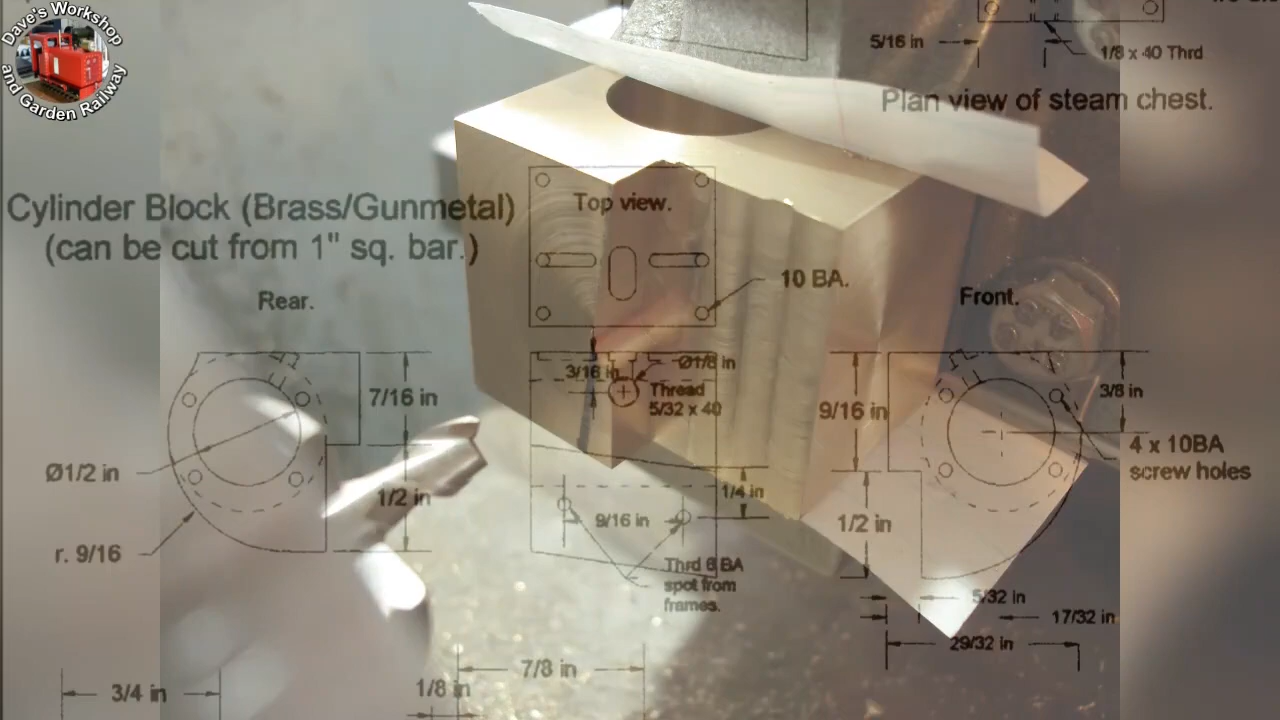 Dave's Workshop
and Garden Railway
5/16 in
1/8 x 40 Thrd
Plan view of steam chest.
Cylinder Block (Brass/Gunmetal)
(can be cut from 1" sq. bar.)
Top view.
10 BA.
Rear.
Front.
7/16 in
3/16 in
Ø1/8 in
Thread
5/32 x 40
9/16 in
3/8 in
4 x 10BA
screw holes
Ø1/2 in
1/2 in
1/4 in
9/16 in
1/2 in
r. 9/16
Thrd 6 BA
spot from
frames.
5/32 in
17/32 in
29/32 in
7/8 in
3/4 in
1/8 in